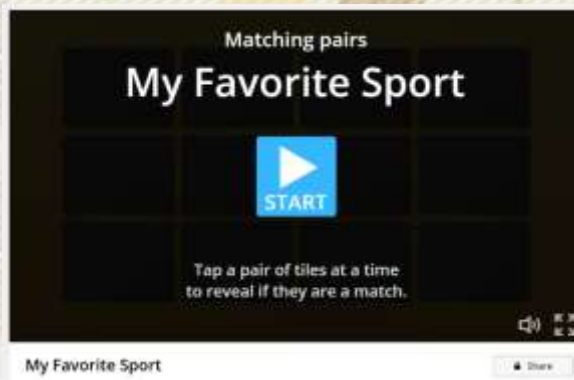 Matching pairs
My Favorite Sport
START
Tap a pair of tiles at a time
to reveal if they are a match.
My Favorite Sport
Share